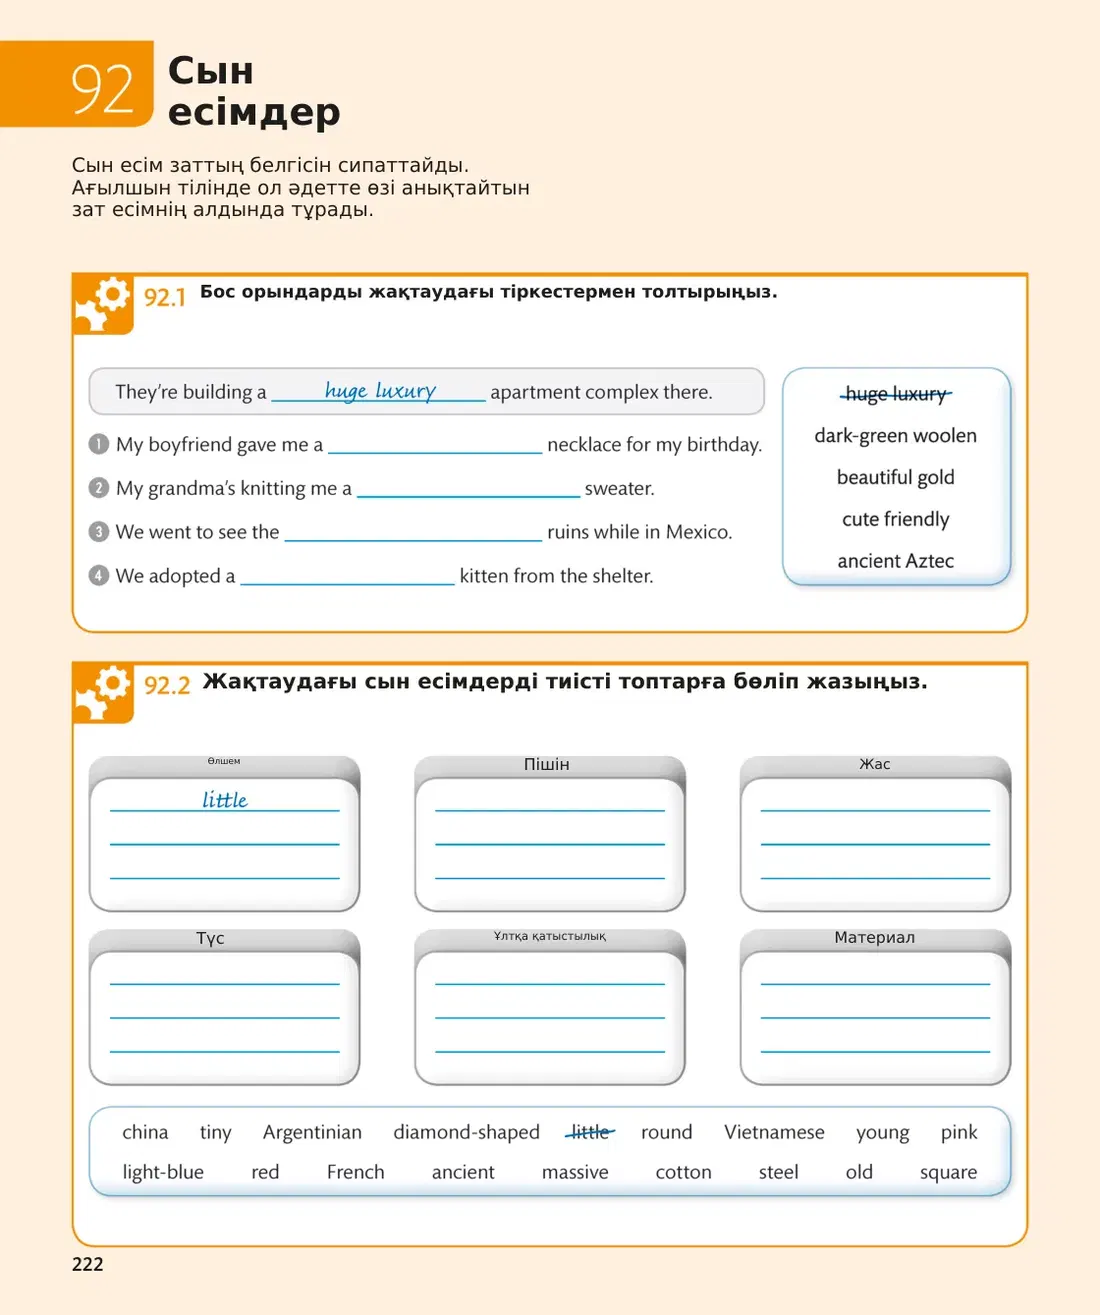 92
Сын
есімдер
Сын есім заттың белгісін сипаттайды.
Ағылшын тілінде ол әдетте өзі анықтайтын
зат есімнің алдында тұрады.
92.1 Бос орындарды жақтаудағы тіркестермен толтырыңыз.
They’re building a huge luxury apartment complex there.
1 My boyfriend gave me a necklace for my birthday.
2 My grandma’s knitting me a sweater.
3 We went to see the ruins while in Mexico.
4 We adopted a kitten from the shelter.
huge luxury
dark-green woolen
beautiful gold
cute friendly
ancient Aztec
92.2 Жақтаудағы сын есімдерді тиісті топтарға бөліп жазыңыз.
Өлшем
little
Пішін
Жас
Түс
Ұлтқа қатыстылық
Материал
china tiny Argentinian diamond-shaped little round Vietnamese young pink
light-blue red French ancient massive cotton steel old square
222